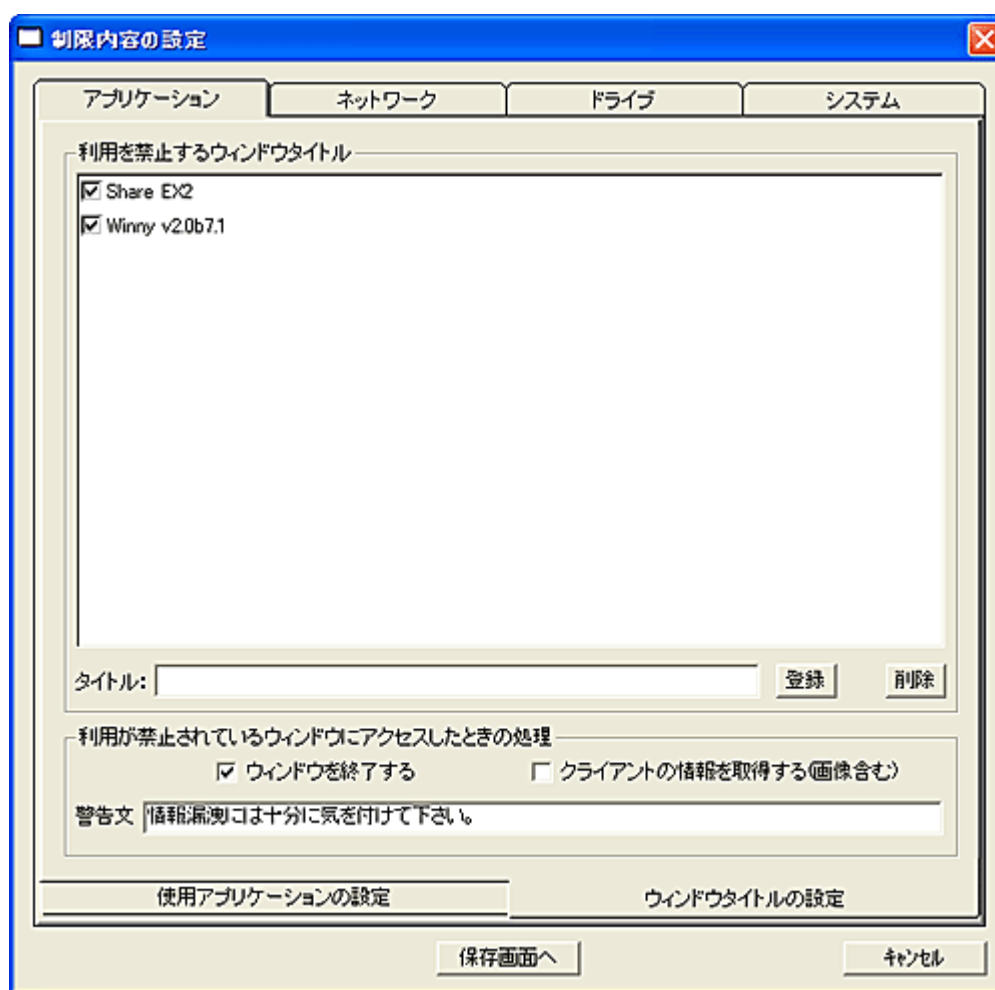 制限内容の設定
アプリケーション ネットワーク ドライブ システム
利用を禁止するウィンドウタイトル
Share EX2
Winny v2.0b7.1
タイトル: 登録 削除
利用が禁止されているウィンドウにアクセスしたときの処理
ウィンドウを終了する クライアントの情報を取得する(画像含む)
警告文 情報漏洩には十分に気を付けて下さい。
使用アプリケーションの設定 ウィンドウタイトルの設定
保存画面へ キャンセル